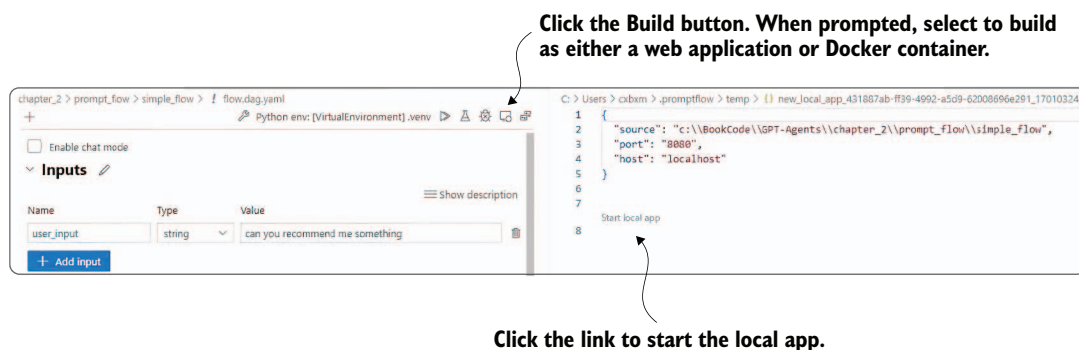 Click the Build button. When prompted, select to build
as either a web application or Docker container.
chapter_2 > prompt_fow > simple_flow > ! flow.dag.yaml
+ Python env: [VirtualEnvironment] .venv
Enable chat mode
Inputs
Show description
Name Type Value
user_input string can you recommend me something
+ Add input
C: > Users > cxbxm > .promptflow > temp > {} new_local_app_431887ab-ff39-4992-a5d9-62008696e291_17010324
1 {
2 "source": "c:\\BookCode\\GPT-Agents\\chapter_2\\prompt_flow\\simple_flow",
3 "port": "8080",
4 "host": "localhost"
5 }
6
7
Start local app
8
Click the link to start the local app.